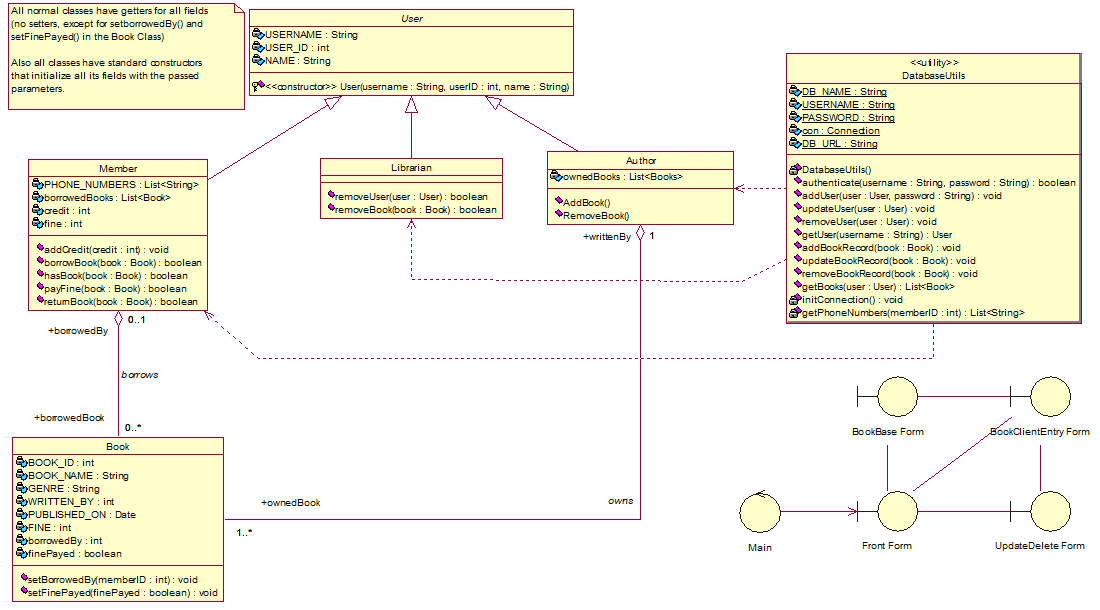 All normal classes have getters for all fields
(no setters, except for setborrowedBy() and
setFinePayed() in the Book Class)
Also all classes have standard constructors
that initialize all its fields with the passed
parameters.
User
USERNAME : String
USER_ID : int
NAME : String
<<constructor>> User(username : String, userID : int, name : String)
<<utility>>
DatabaseUtils
DB_NAME : String
USERNAME : String
PASSWORD : String
con : Connection
DB_URL : String
DatabaseUtils()
authenticate(username : String, password : String) : boolean
addUser(user : User, password : String) : void
updateUser(user : User) : void
removeUser(user : User) : void
getUser(username : String) : User
addBookRecord(book : Book) : void
updateBookRecord(book : Book) : void
removeBookRecord(book : Book) : void
getBooks(user : User) : List<Book>
initConnection() : void
getPhoneNumbers(memberID : int) : List<String>
Member
PHONE_NUMBERS : List<String>
borrowedBooks : List<Book>
credit : int
fine : int
addCredit(credit : int) : void
borrowBook(book : Book) : boolean
hasBook(book : Book) : boolean
payFine(book : Book) : boolean
returnBook(book : Book) : boolean
Librarian
removeUser(user : User) : boolean
removeBook(book : Book) : boolean
Author
ownedBooks : List<Books>
AddBook()
RemoveBook()
+writtenBy
1
0..1
+borrowedBy
borrows
+borrowedBook
0..*
Book
BOOK_ID : int
BOOK_NAME : String
GENRE : String
WRITTEN_BY : int
PUBLISHED_ON : Date
FINE : int
borrowedBy : int
finePayed : boolean
setBorrowedBy(memberID : int) : void
setFinePayed(finePayed : boolean) : void
+ownedBook
owns
1..*
BookBase Form
BookClientEntry Form
Main
Front Form
UpdateDelete Form